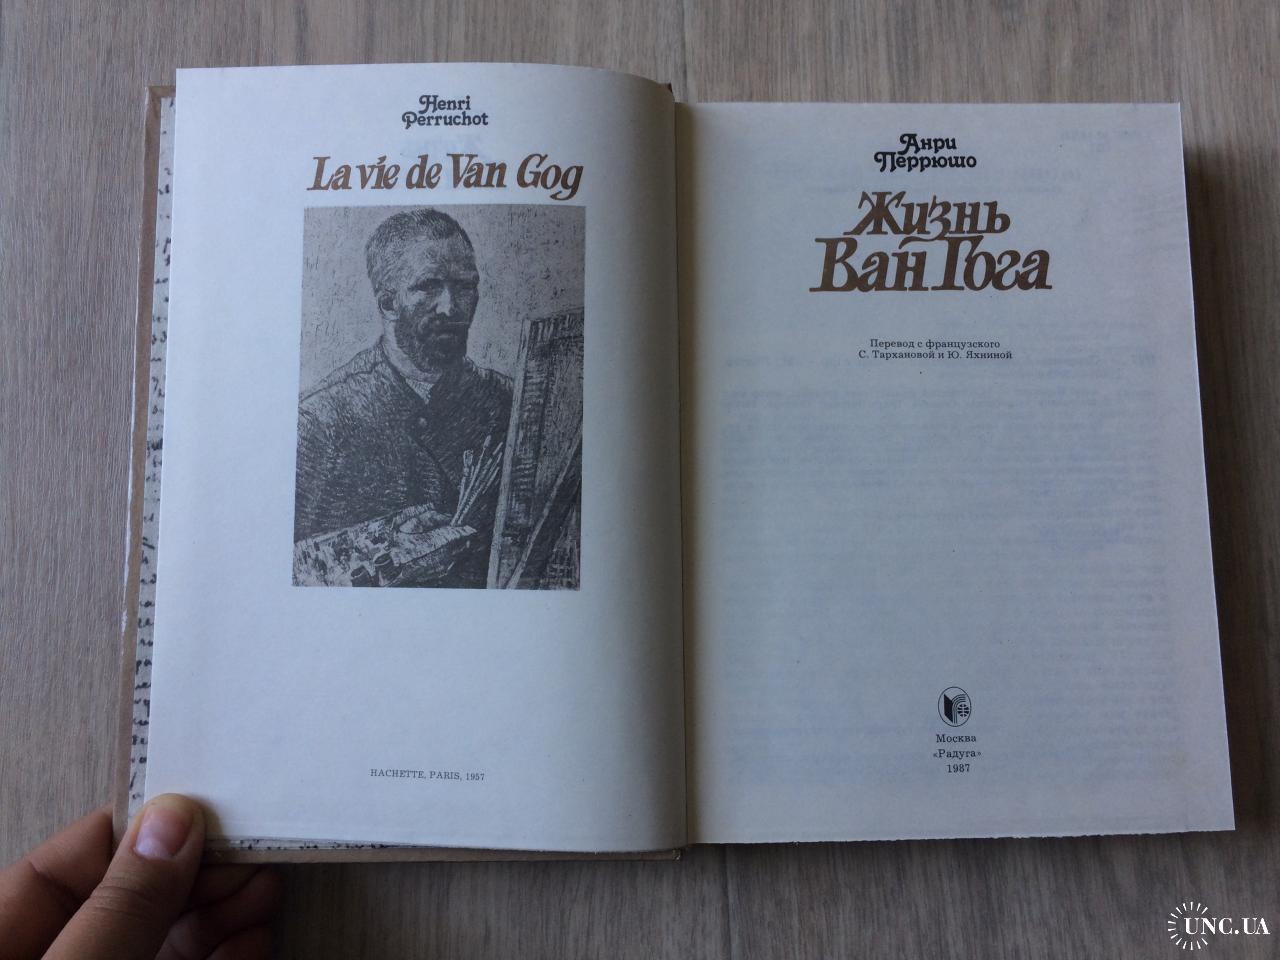 Henri
Perruchot
La vie de Van Gog
HACHETTE, PARIS, 1957
Анри
Перрюшо
Жизнь
Ван Гога
Перевод с французского
С. Тархановой и Ю. Яхниной
Москва
«Радуга»
1987
UNC.UA